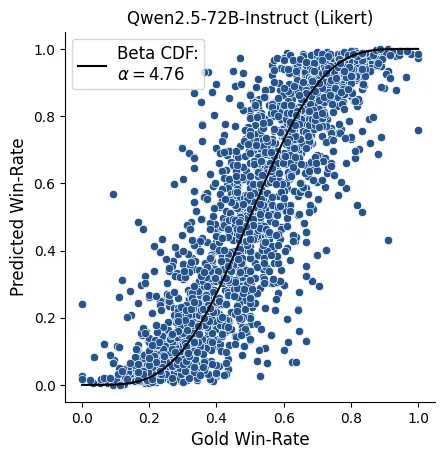 Qwen2.5-72B-Instruct (Likert)
Beta CDF:
α = 4.76
1.0
0.8
0.6
0.4
0.2
0.0
Predicted Win-Rate
0.0 0.2 0.4 0.6 0.8 1.0
Gold Win-Rate